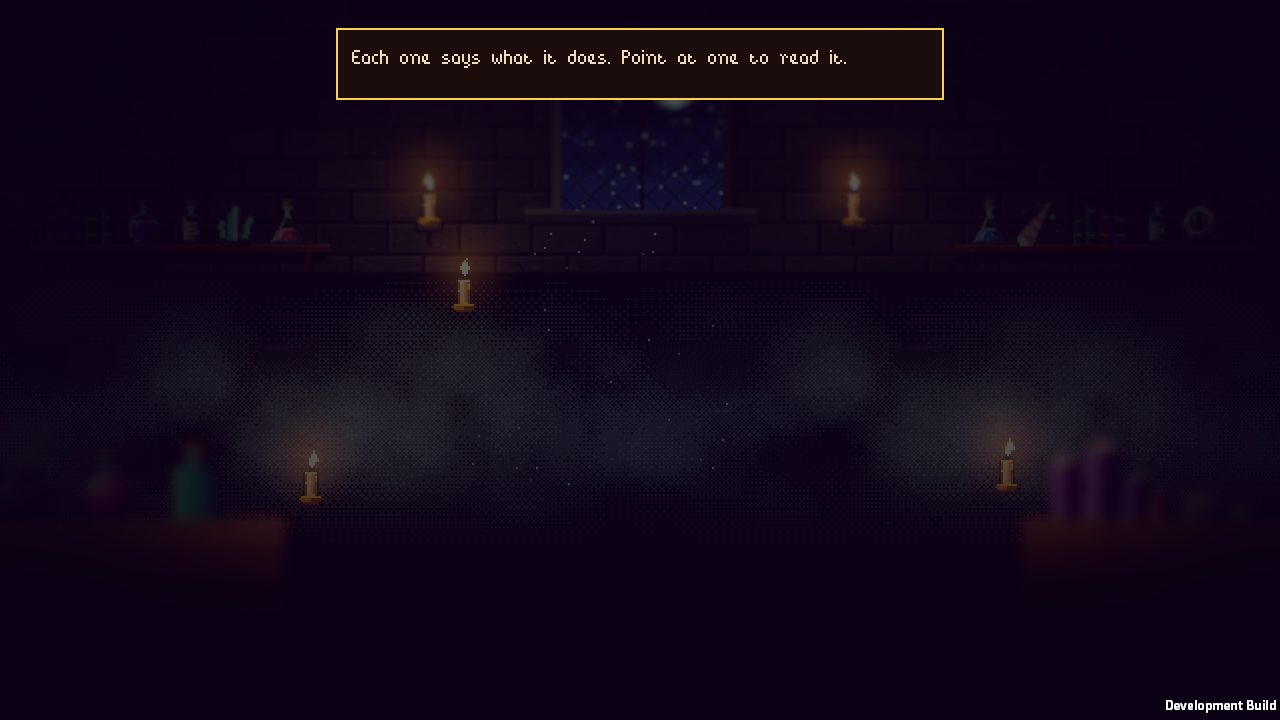 Each one says what it does. Point at one to read it.
Development Build